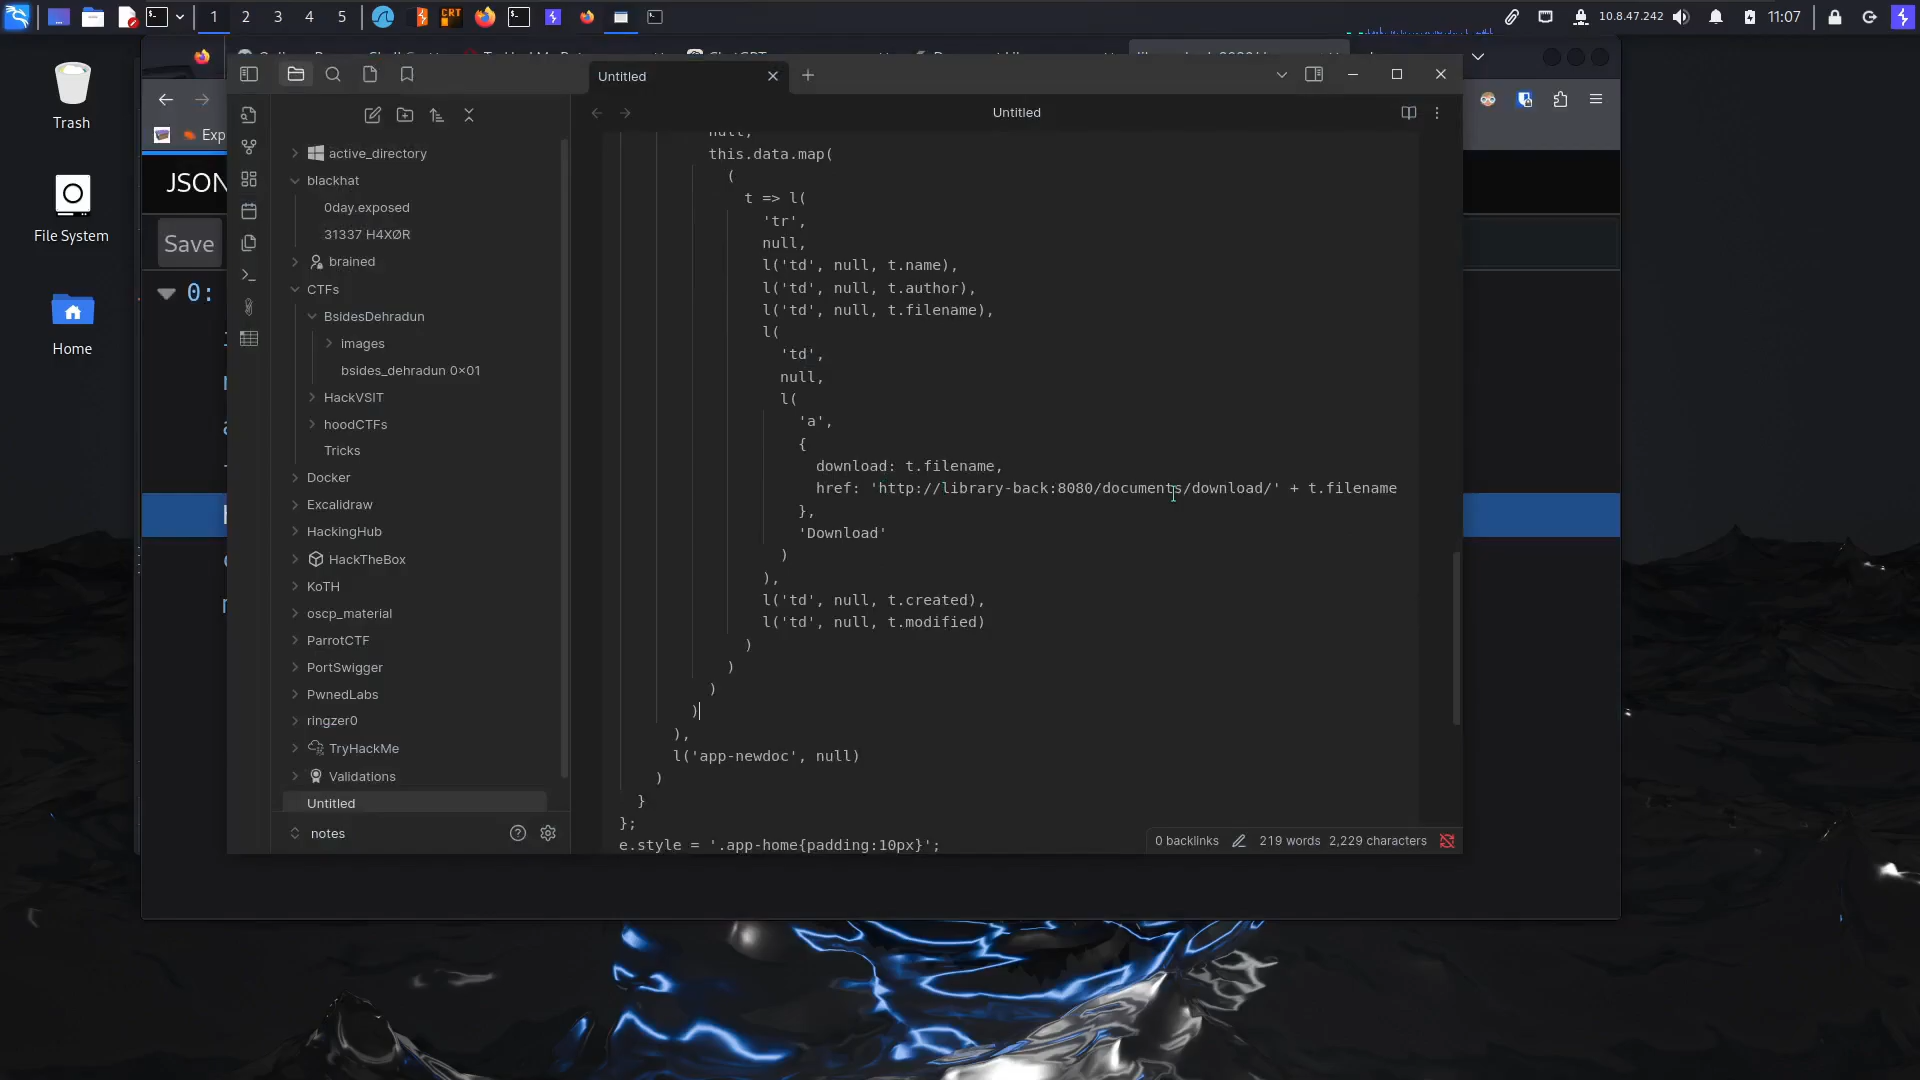 1
2
3
4
5
CRT
10.8.47.242
11:07
Trash
File System
Home
Exp
JSON
Save
0:
Untitled
Untitled
active_directory
blackhat
0day.exposed
31337 H4XØR
brained
CTFs
BsidesDehradun
images
bsides_dehradun 0x01
HackVSIT
hoodCTFs
Tricks
Docker
Excalidraw
HackingHub
HackTheBox
KoTH
oscp_material
ParrotCTF
PortSwigger
PwnedLabs
ringzer0
TryHackMe
Validations
Untitled
notes
null,
this.data.map(
(
t => l(
'tr',
null,
l('td', null, t.name),
l('td', null, t.author),
l('td', null, t.filename),
l(
'td',
null,
l(
'a',
{
download: t.filename,
href: 'http://library-back:8080/documents/download/' + t.filename
},
'Download'
)
),
l('td', null, t.created),
l('td', null, t.modified)
)
)
)
)
),
l('app-newdoc', null)
)
}
};
e.style = '.app-home{padding:10px}';
0 backlinks
219 words 2,229 characters